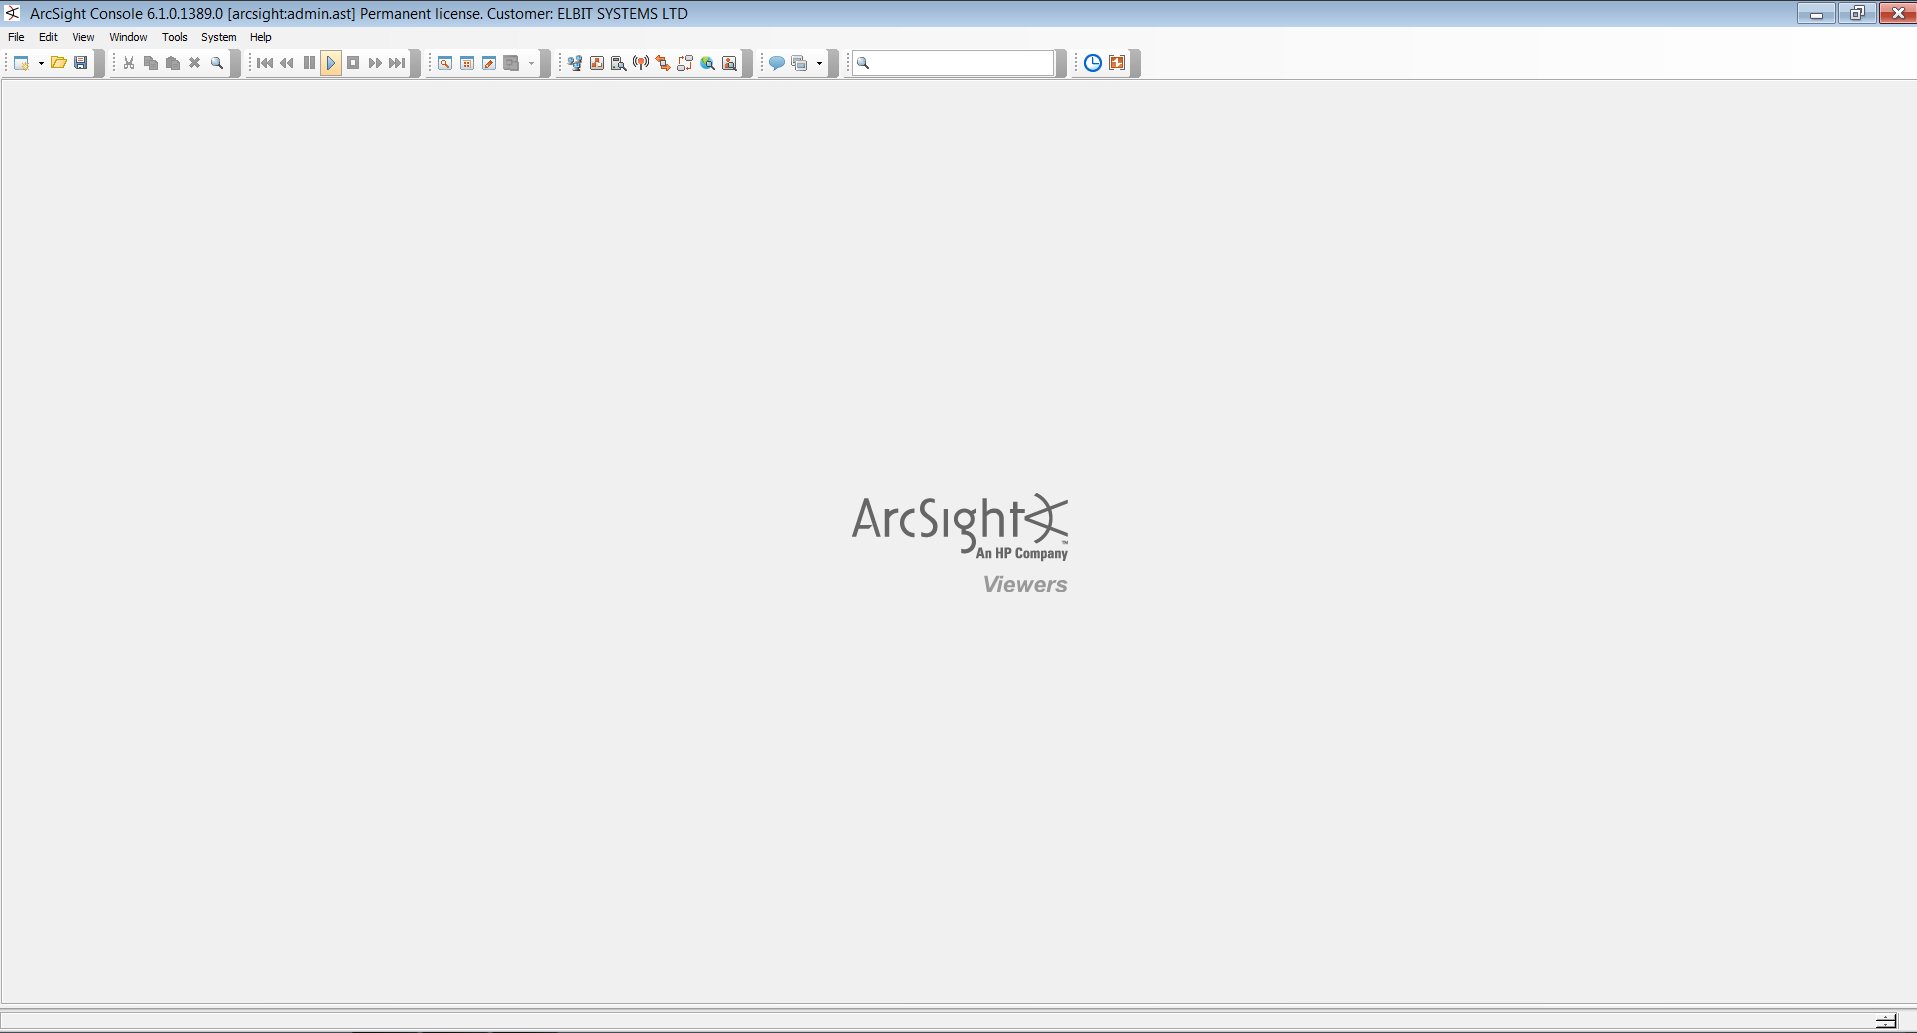 ArcSight Console 6.1.0.1389.0 [arcsight:admin.ast] Permanent license. Customer: ELBIT SYSTEMS LTD
File Edit View Window Tools System Help
ArcSight
TM
An HP Company
Viewers